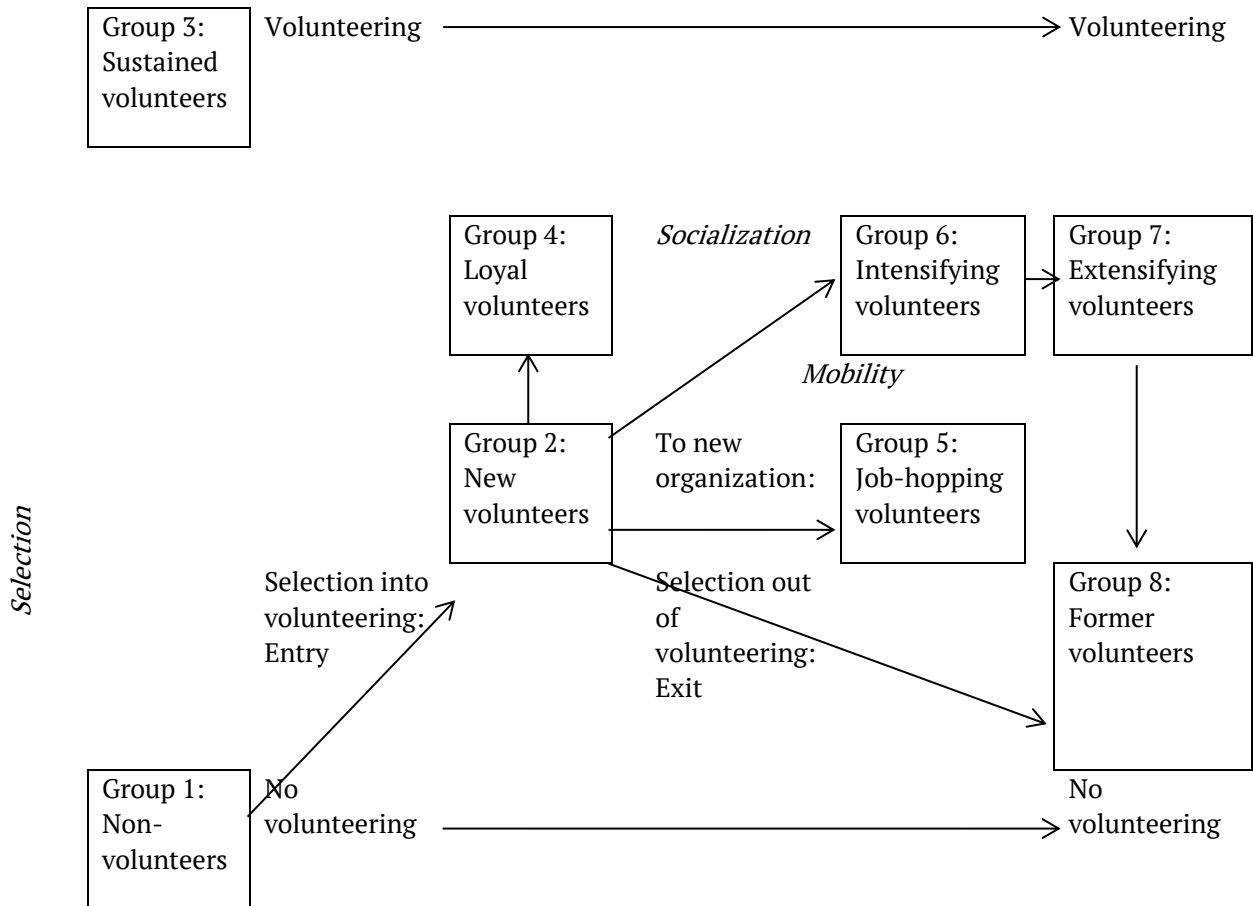 Group 3:
Sustained
volunteers
Volunteering
Volunteering
Group 4:
Loyal
volunteers
Socialization
Group 6:
Intensifying
volunteers
Group 7:
Extensifying
volunteers
Mobility
Group 2:
New
volunteers
To new
organization:
Group 5:
Job-hopping
volunteers
Selection
Selection into
volunteering:
Entry
Selection out
of
volunteering:
Exit
Group 8:
Former
volunteers
Group 1:
Non-
volunteers
No
volunteering
No
volunteering